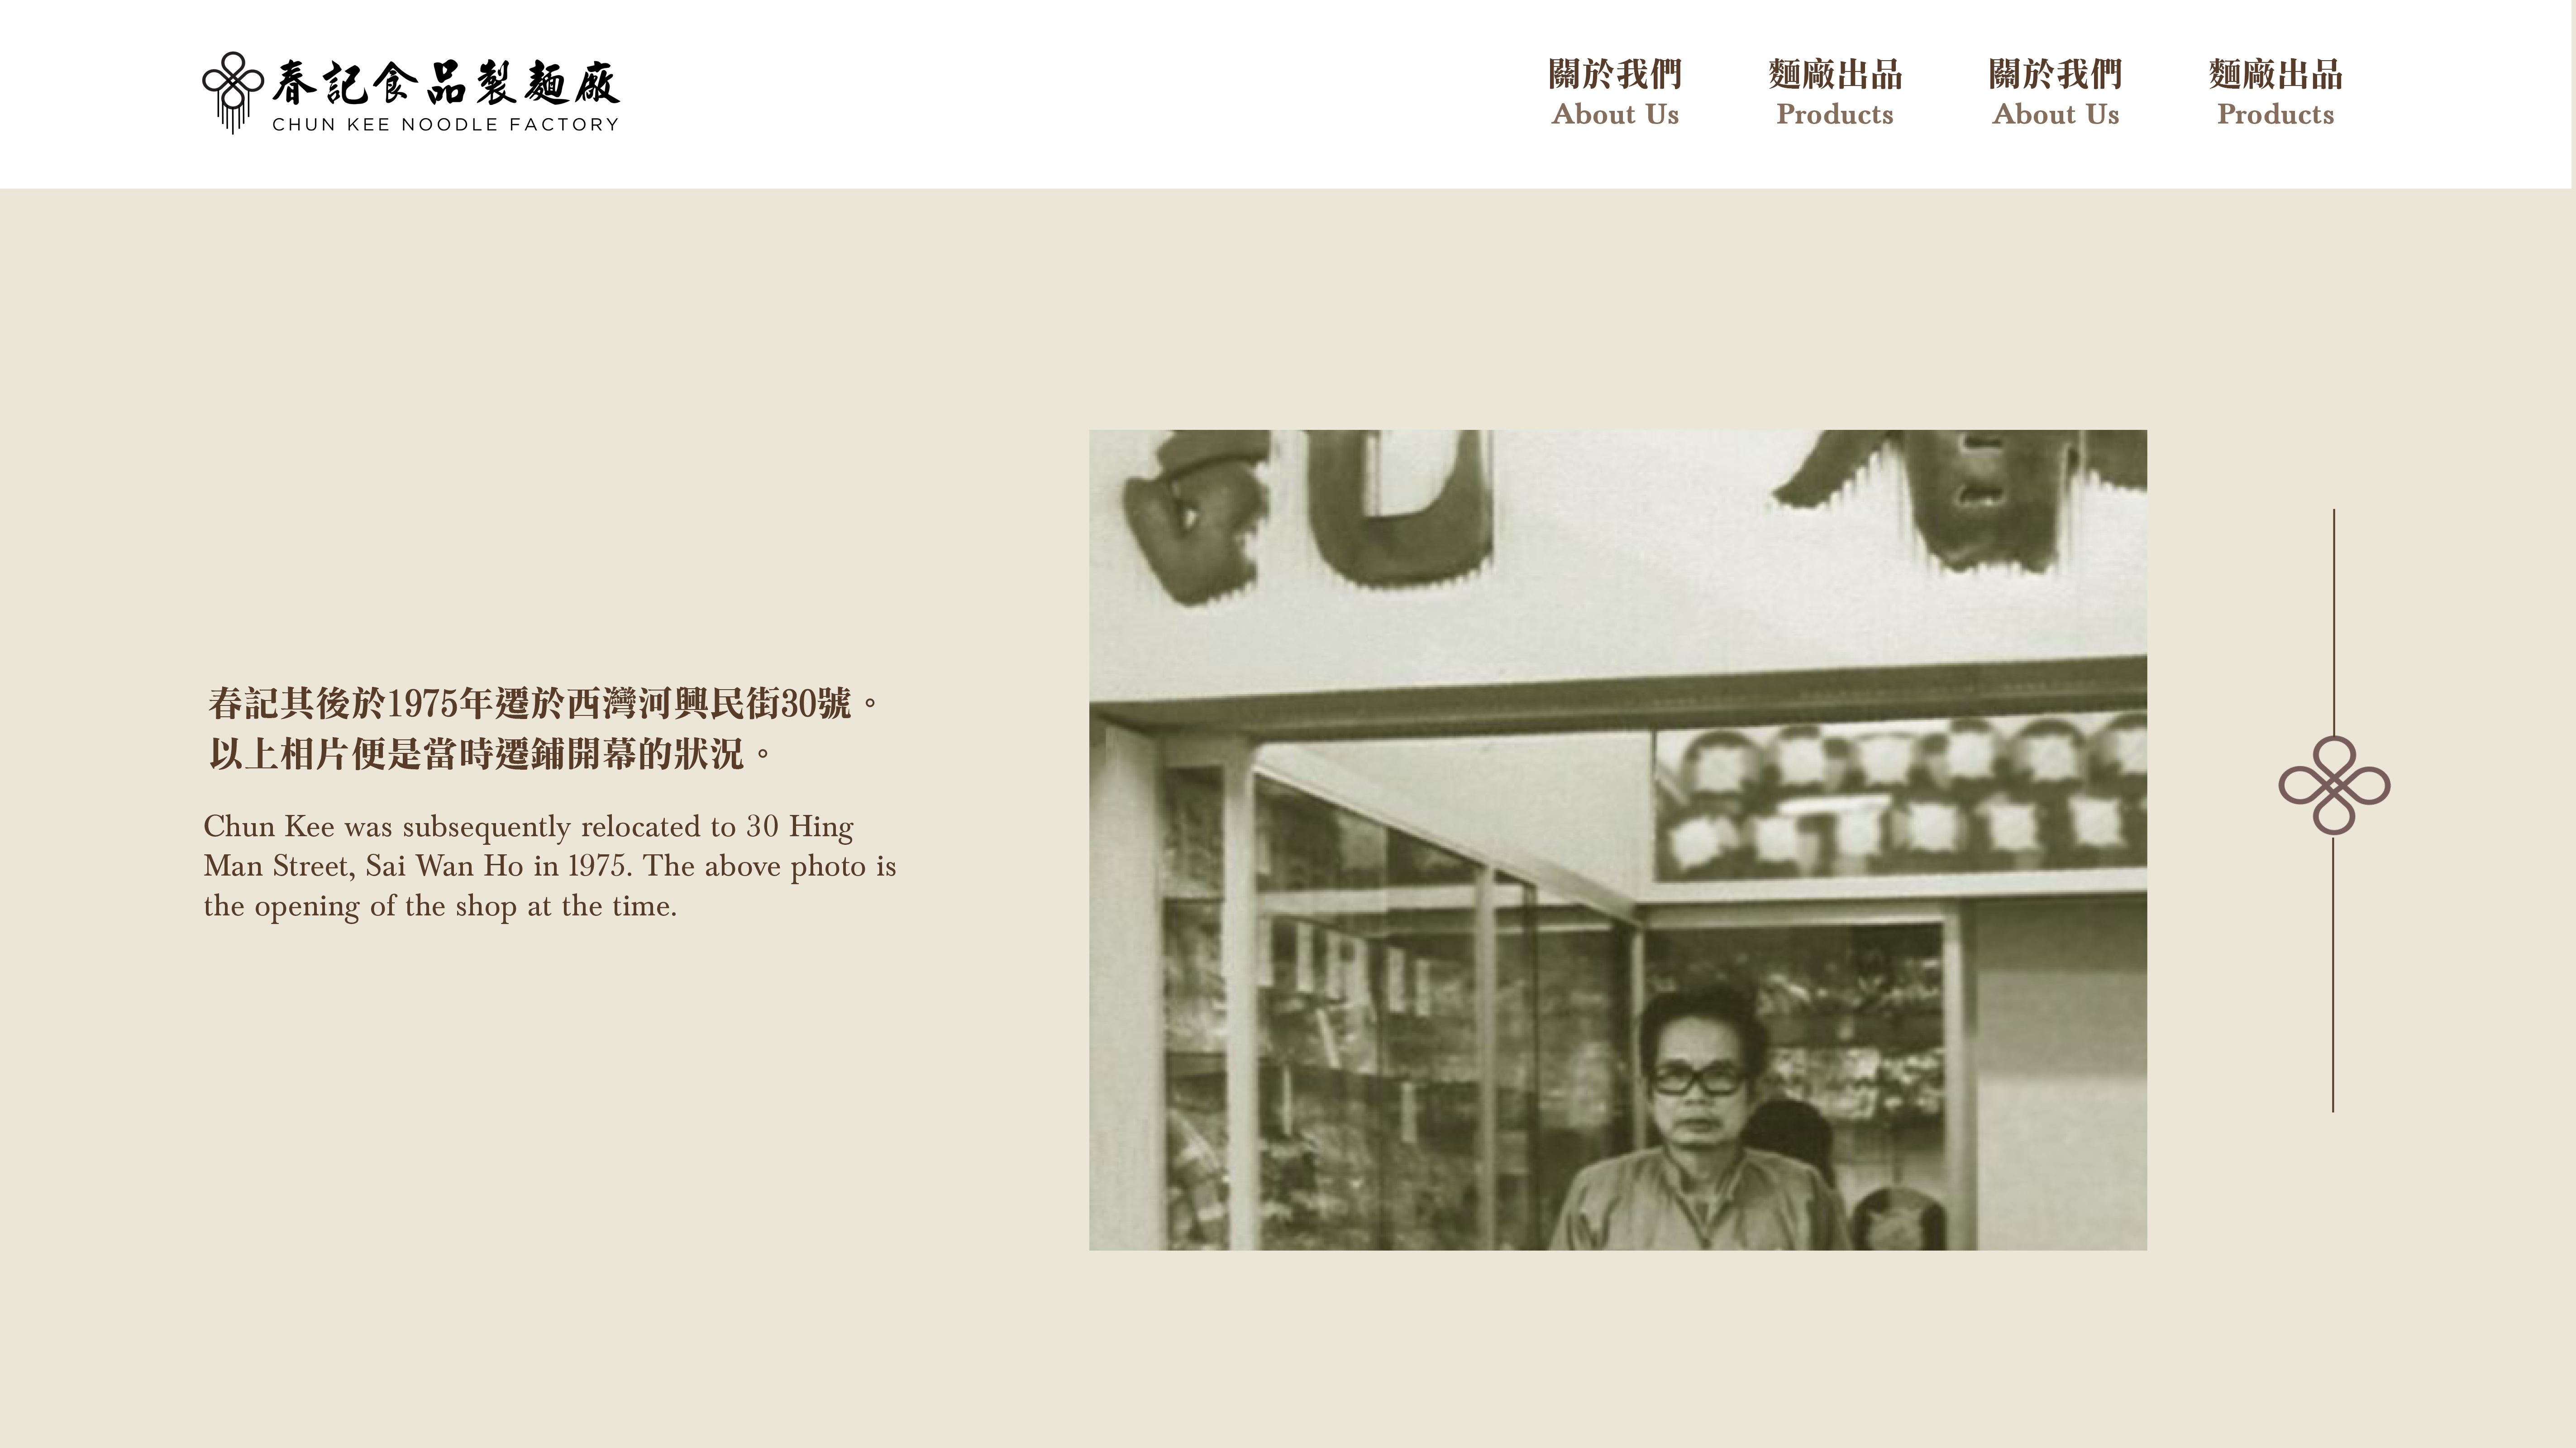 春記食品製麵廠
CHUN KEE NOODLE FACTORY
關於我們
About Us
麵廠出品
Products
關於我們
About Us
麵廠出品
Products
春記其後於1975年遷於西灣河興民街30號。
以上相片便是當時遷鋪開幕的狀況。
Chun Kee was subsequently relocated to 30 Hing
Man Street, Sai Wan Ho in 1975. The above photo is
the opening of the shop at the time.